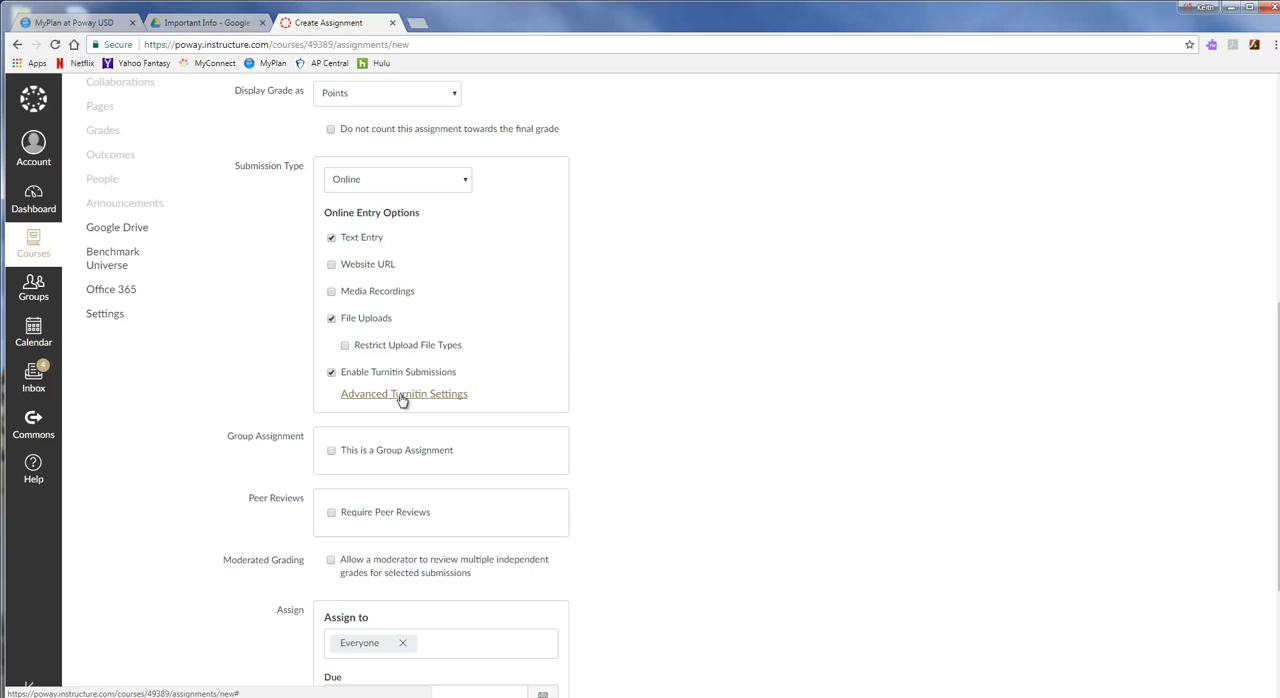 Keith
MyPlan at Poway USD
Important Info - Google
Create Assignment
Secure
https://poway.instructure.com/courses/49389/assignments/new
Apps
Netflix
Yahoo Fantasy
MyConnect
MyPlan
AP Central
Hulu
Account
Dashboard
Courses
Groups
Calendar
4
Inbox
Commons
Help
Collaborations
Pages
Grades
Outcomes
People
Announcements
Google Drive
Benchmark
Universe
Office 365
Settings
Display Grade as
Points
Do not count this assignment towards the final grade
Submission Type
Online
Online Entry Options
Text Entry
Website URL
Media Recordings
File Uploads
Restrict Upload File Types
Enable Turnitin Submissions
Advanced Turnitin Settings
Group Assignment
This is a Group Assignment
Peer Reviews
Require Peer Reviews
Moderated Grading
Allow a moderator to review multiple independent
grades for selected submissions
Assign
Assign to
Everyone
Due
https://poway.instructure.com/courses/49389/assignments/new#